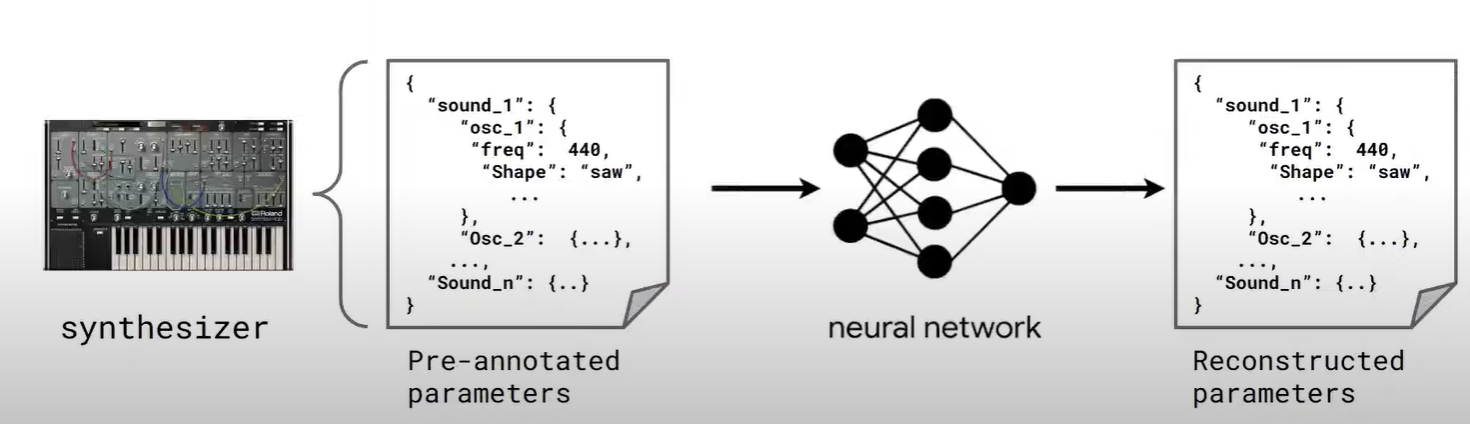 {
“sound_1”: {
“osc_1”: {
“freq”: 440,
“Shape”: “saw”,
...
},
“Osc_2”: {...},
...,
“Sound_n”: {..}
}
Roland
synthesizer
Pre-annotated
parameters
neural network
{
“sound_1”: {
“osc_1”: {
“freq”: 440,
“Shape”: “saw”,
...
},
“Osc_2”: {...},
...,
“Sound_n”: {..}
}
Reconstructed
parameters